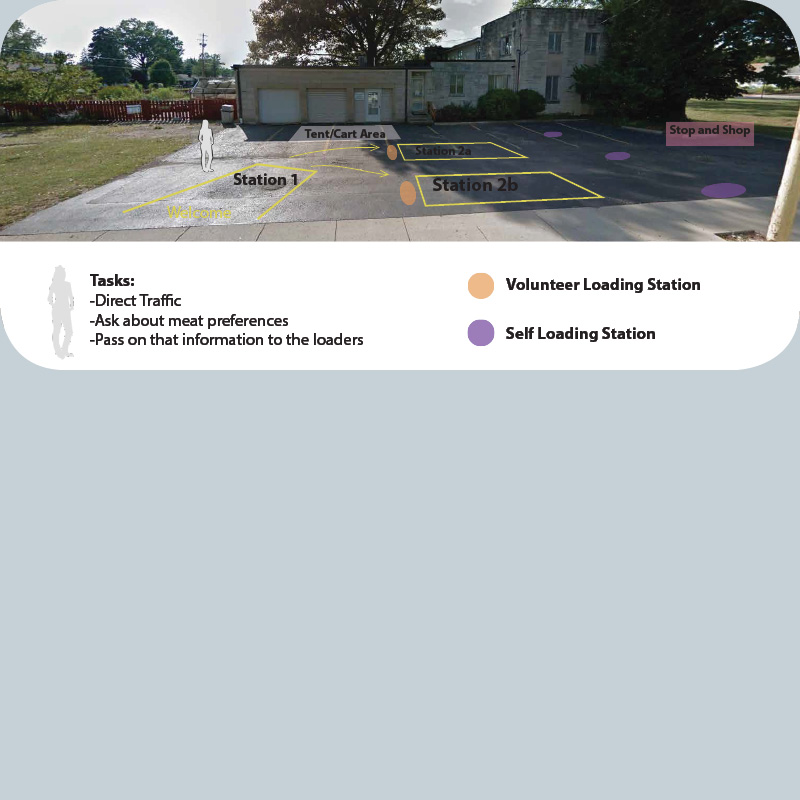 Tent/Cart Area
Stop and Shop
Station 2a
Station 1
Station 2b
Welcome
Tasks:
-Direct Traffic
-Ask about meat preferences
-Pass on that information to the loaders
Volunteer Loading Station
Self Loading Station